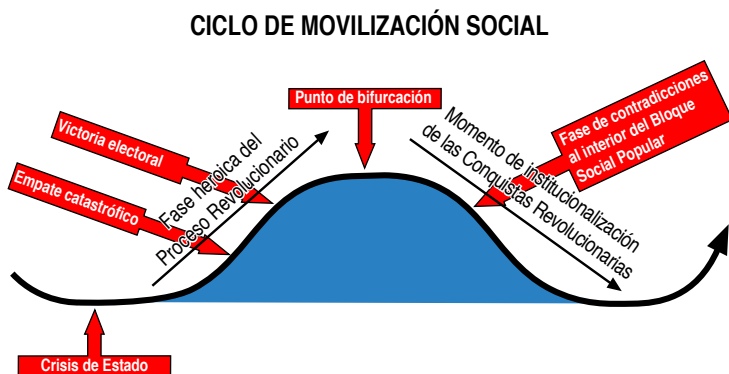 CICLO DE MOVILIZACIÓN SOCIAL
Punto de bifurcación
Victoria electoral
Empate catastrófico
Fase heroica del
Proceso Revolucionario
Momento de institucionalización
de las Conquistas Revolucionarias
Fase de contradicciones
al interior del Bloque
Social Popular
Crisis de Estado